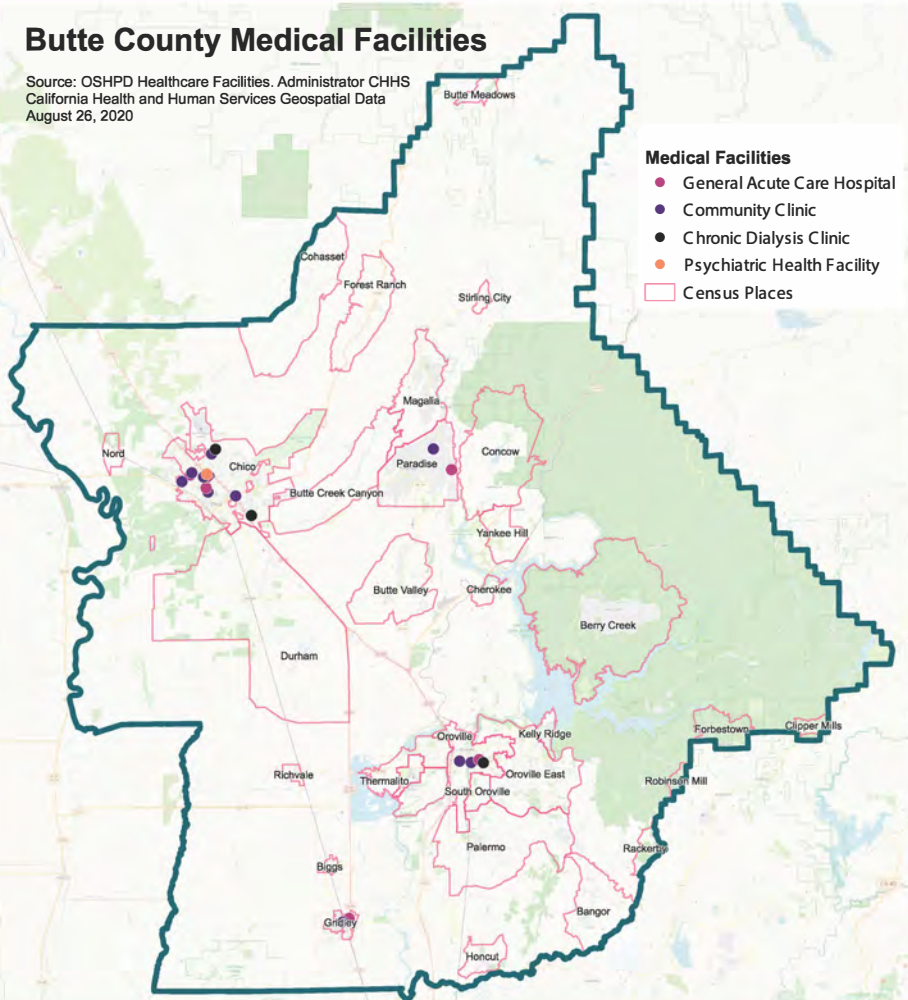 Butte County Medical Facilities
Source: OSHPD Healthcare Facilities. Administrator CHHS
California Health and Human Services Geospatial Data
August 26, 2020
Medical Facilities
General Acute Care Hospital
Community Clinic
Chronic Dialysis Clinic
Psychiatric Health Facility
Census Places
Butte Meadows
Cohasset
Forest Ranch
Stirling City
Magalia
Nord
Chico
Paradise
Concow
Butte Creek Canyon
Yankee Hill
Butte Valley
Cherokee
Berry Creek
Durham
Forbestown
Clipper Mills
Oroville
Kelly Ridge
Richvale
Thermalito
Oroville East
Robinson Mill
South Oroville
Palermo
Rackerby
Biggs
Bangor
Gridley
Honcut